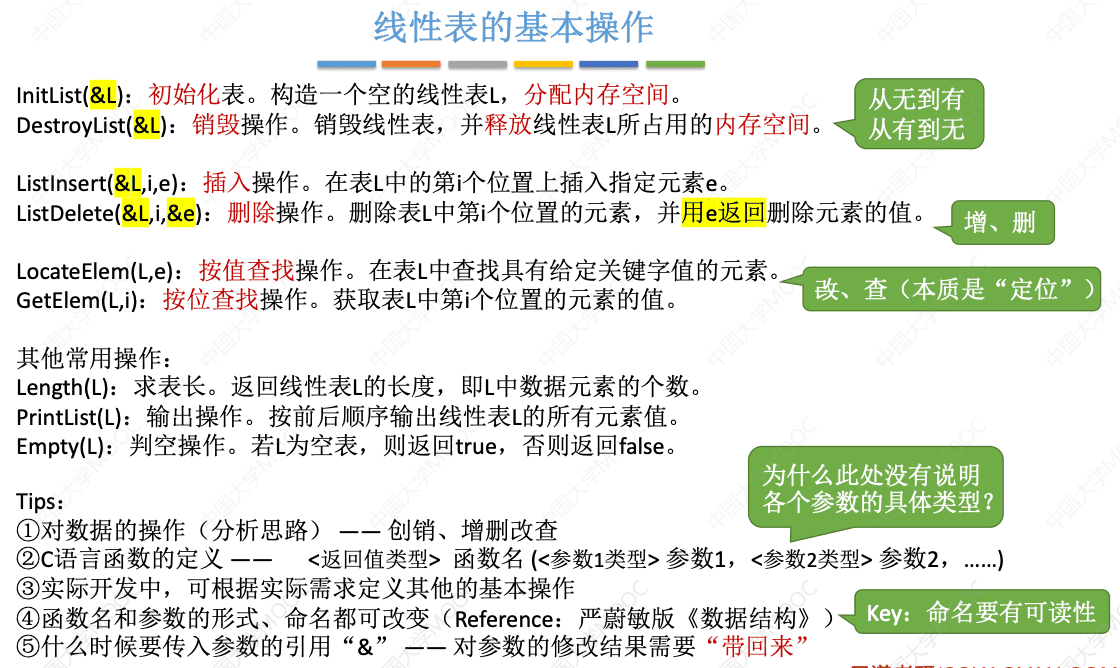 线性表的基本操作
InitList(&L)：初始化表。构造一个空的线性表L，分配内存空间。
DestroyList(&L)：销毁操作。销毁线性表，并释放线性表L所占用的内存空间。
从无到有
从有到无
ListInsert(&L,i,e)：插入操作。在表L中的第i个位置上插入指定元素e。
ListDelete(&L,i,&e)：删除操作。删除表L中第i个位置的元素，并用e返回删除元素的值。
增、删
LocateElem(L,e)：按值查找操作。在表L中查找具有给定关键字值的元素。
GetElem(L,i)：按位查找操作。获取表L中第i个位置的元素的值。
改、查（本质是“定位”）
其他常用操作：
Length(L)：求表长。返回线性表L的长度，即L中数据元素的个数。
PrintList(L)：输出操作。按前后顺序输出线性表L的所有元素值。
Empty(L)：判空操作。若L为空表，则返回true，否则返回false。
为什么此处没有说明
各个参数的具体类型？
Tips：
①对数据的操作（分析思路） —— 创销、增删改查
②C语言函数的定义 —— <返回值类型> 函数名 (<参数1类型> 参数1，<参数2类型> 参数2，……)
③实际开发中，可根据实际需求定义其他的基本操作
④函数名和参数的形式、命名都可改变（Reference：严蔚敏版《数据结构》）
Key：命名要有可读性
⑤什么时候要传入参数的引用“&” —— 对参数的修改结果需要“带回来”
中国大学MOOC